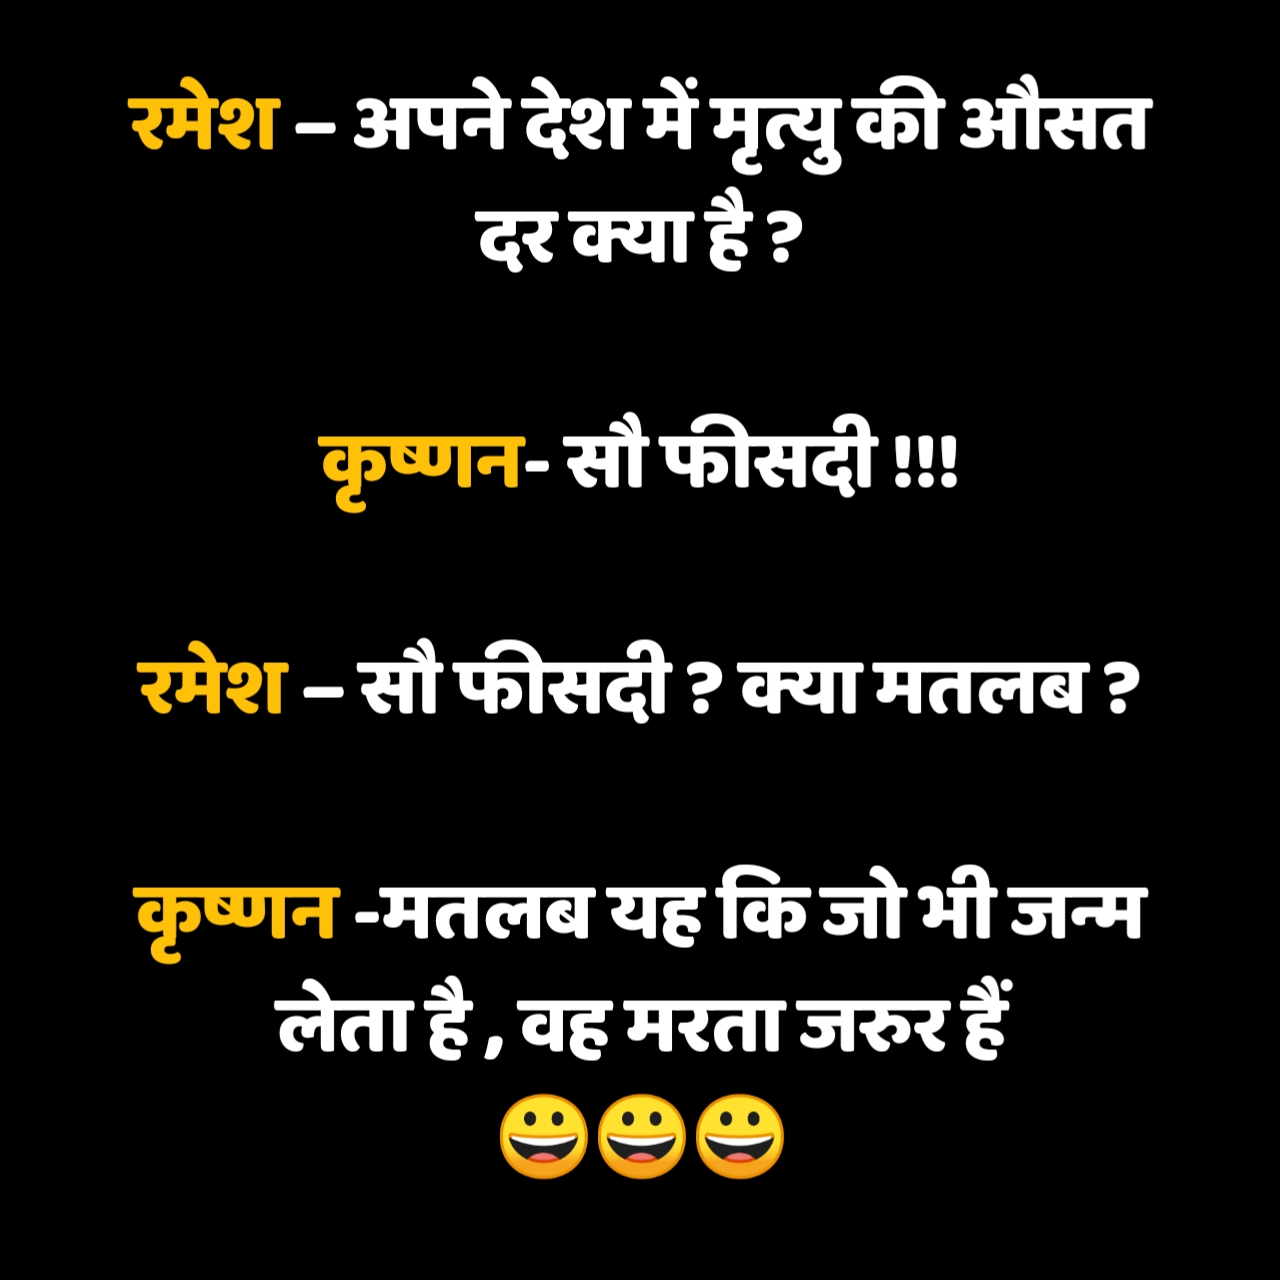 रमेश – अपने देश में मृत्यु की औसत
दर क्या है ?
कृष्णन- सौ फीसदी !!!
रमेश – सौ फीसदी ? क्या मतलब ?
कृष्णन -मतलब यह कि जो भी जन्म
लेता है , वह मरता जरुर हैं
😀😀😀